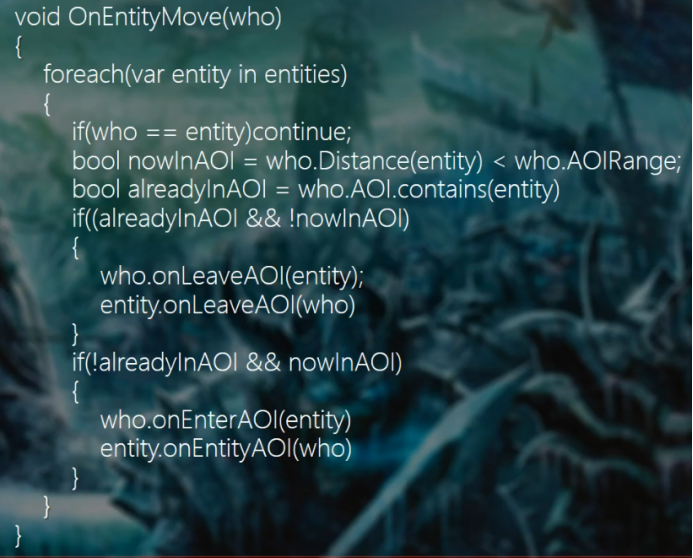 void OnEntityMove(who)
{
foreach(var entity in entities)
{
if(who == entity)continue;
bool nowInAOI = who.Distance(entity) < who.AOIRange;
bool alreadyInAOI = who.AOI.contains(entity)
if((alreadyInAOI && !nowInAOI)
{
who.onLeaveAOI(entity);
entity.onLeaveAOI(who)
}
if(!alreadyInAOI && nowInAOI)
{
who.onEnterAOI(entity)
entity.onEntityAOI(who)
}
}
}